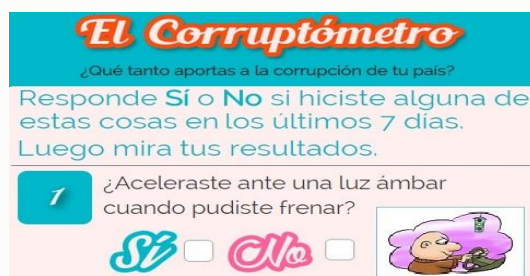 El Corruptómetro
¿Qué tanto aportas a la corrupción de tu país?
Responde Sí o No si hiciste alguna de
estas cosas en los últimos 7 días.
Luego mira tus resultados.
1 ¿Aceleraste ante una luz ámbar
cuando pudiste frenar?
Sí No